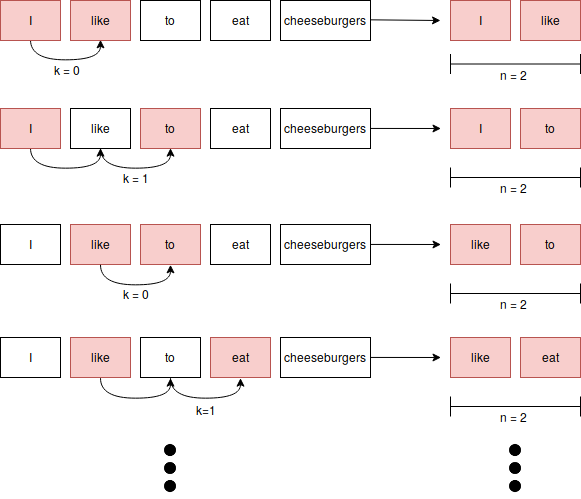 I like to eat cheeseburgers I like
k = 0
n = 2
I like to eat cheeseburgers I to
k = 1
n = 2
I like to eat cheeseburgers like to
k = 0
n = 2
I like to eat cheeseburgers like eat
k=1
n = 2